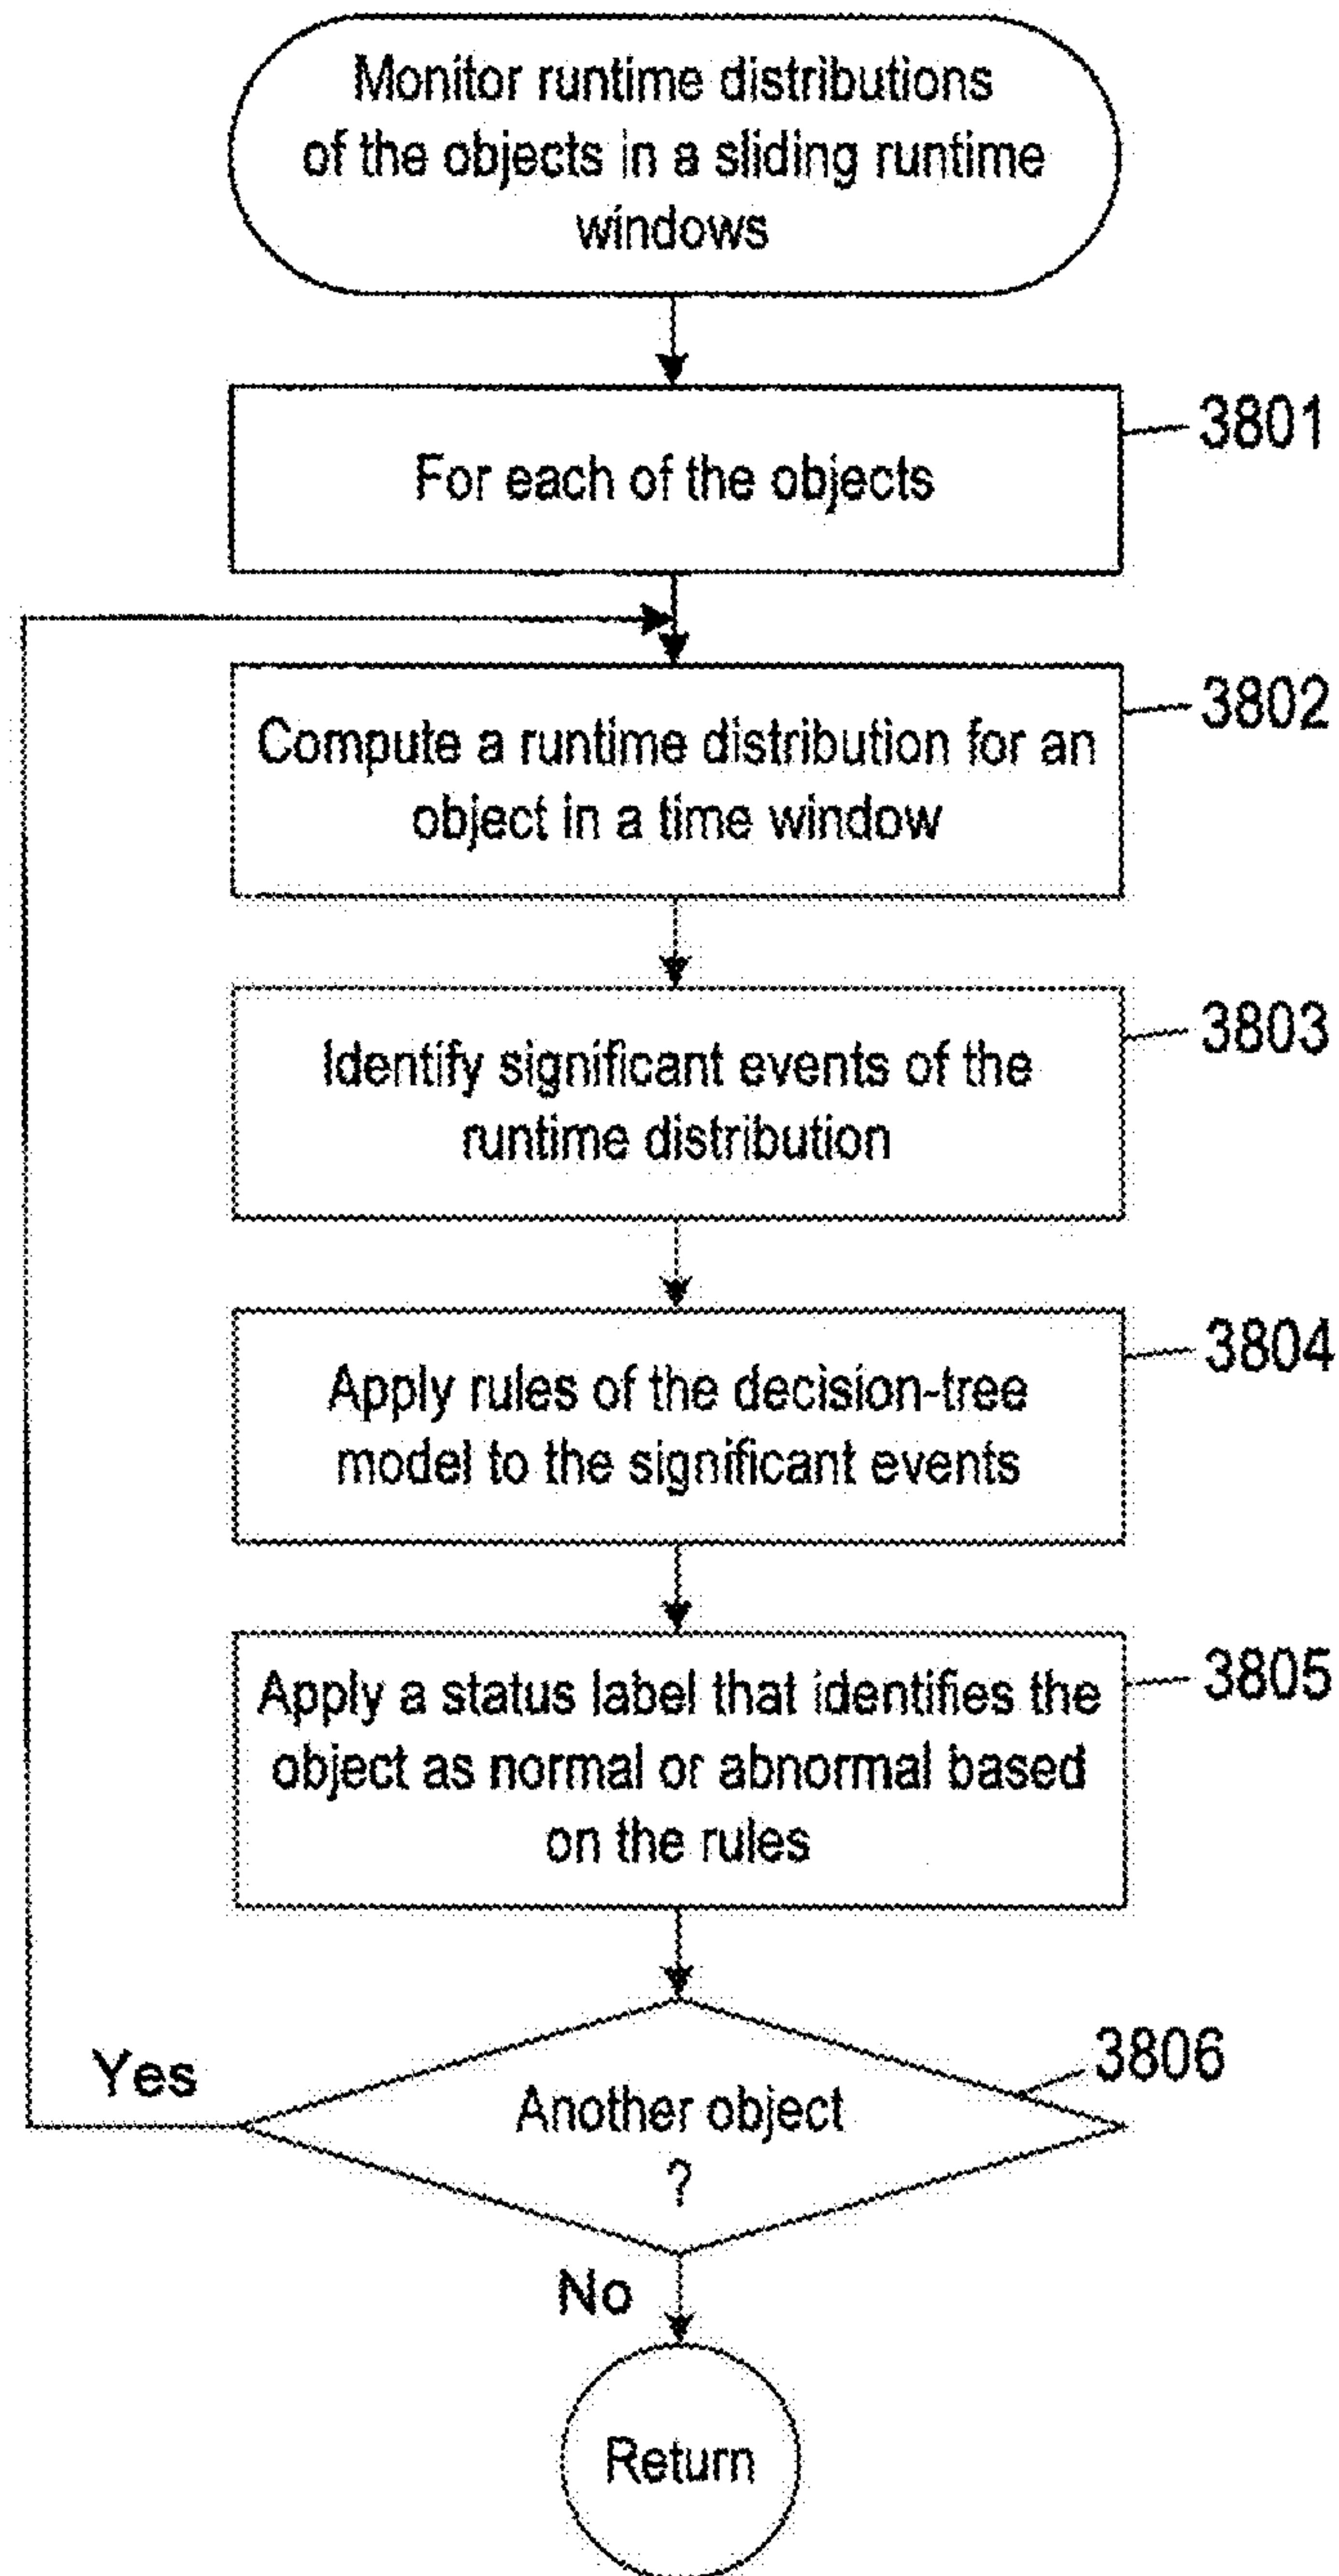 Monitor runtime distributions
of the objects in a sliding runtime
windows
For each of the objects
3801
Compute a runtime distribution for an
object in a time window
3802
Identify significant events of the
runtime distribution
3803
Apply rules of the decision-tree
model to the significant events
3804
Apply a status label that identifies the
object as normal or abnormal based
on the rules
3805
Another object
?
3806
Yes
No
Return